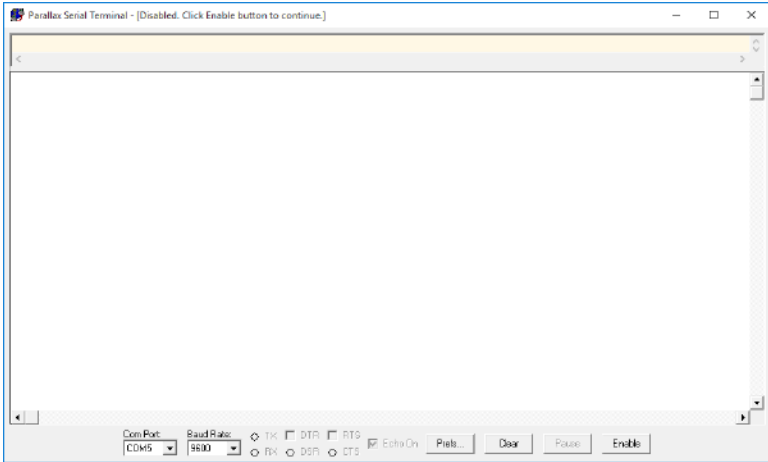 Parallax Serial Terminal - [Disabled. Click Enable button to continue.]
Com Port: Baud Rate: TX DTR RTS
COM5 9600 RX DSR CTS Echo On Prefs... Clear Pause Enable